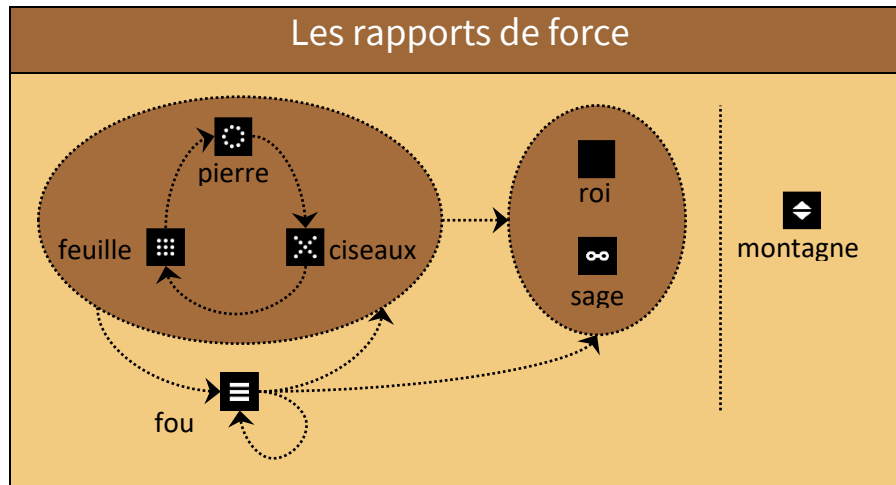 Les rapports de force
pierre
feuille
ciseaux
fou
roi
sage
montagne